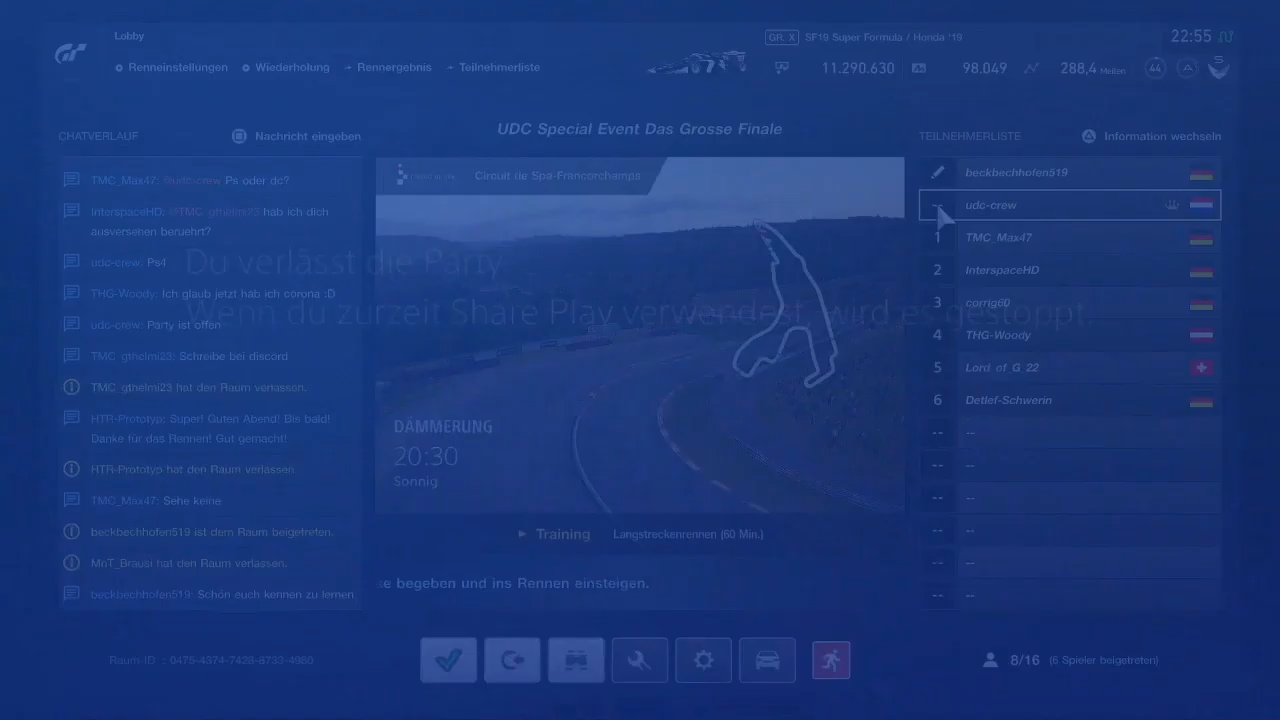 Lobby
Renneinstellungen
Wiederholung
Rennergebnis
Teilnehmerliste
GR. X SF19 Super Formula / Honda '19
22:55
11.290.630
98.049
288,4 Meilen
44
S
CHATVERLAUF
Nachricht eingeben
TMC_Max47: @udc-crew Ps oder dc?
InterspaceHD: @TMC_gthelmi23 hab ich dich
ausversehen beruehrt?
udc-crew: Ps4
THG-Woody: Ich glaub jetzt hab ich corona :D
udc-crew: Party ist offen
TMC_gthelmi23: Schreibe bei discord
TMC_gthelmi23 hat den Raum verlassen.
HTR-Prototyp: Super! Guten Abend! Bis bald!
Danke für das Rennen! Gut gemacht!
HTR-Prototyp hat den Raum verlassen.
TMC_Max47: Sehe keine
beckbechhofen519 ist dem Raum beigetreten.
MnT_Brausi hat den Raum verlassen.
beckbechhofen519: Schön euch kennen zu lernen
Raum-ID : 0475-4374-7428-8733-4980
UDC Special Event Das Grosse Finale
Circuit de Spa-Francorchamps
Du verlässt die Party.
Wenn du zurzeit Share Play verwendest, wird es gestoppt.
DÄMMERUNG
20:30
Sonnig
Training
Langstreckenrennen (60 Min.)
e begeben und ins Rennen einsteigen.
TEILNEHMERLISTE
Information wechseln
beckbechhofen519
-- udc-crew
1 TMC_Max47
2 InterspaceHD
3 corrig60
4 THG-Woody
5 Lord_of_G_22
6 Detlef-Schwerin
-- --
-- --
-- --
-- --
-- --
-- --
8/16 (6 Spieler beigetreten)